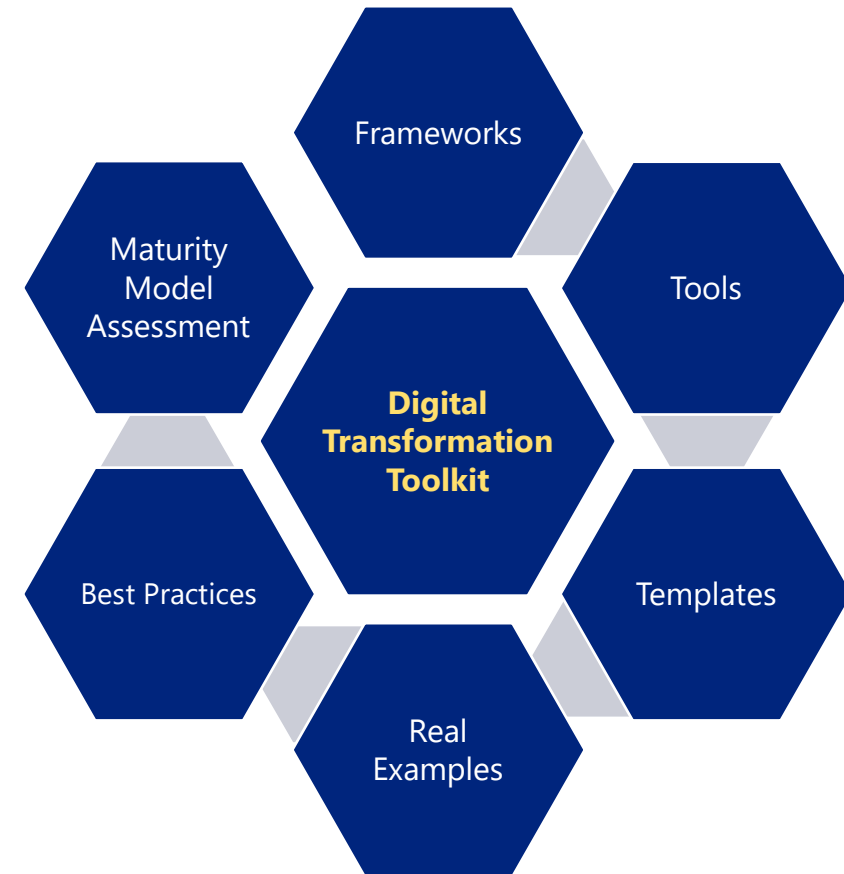 Frameworks
Maturity
Model
Assessment
Tools
Digital
Transformation
Toolkit
Best Practices
Templates
Real
Examples